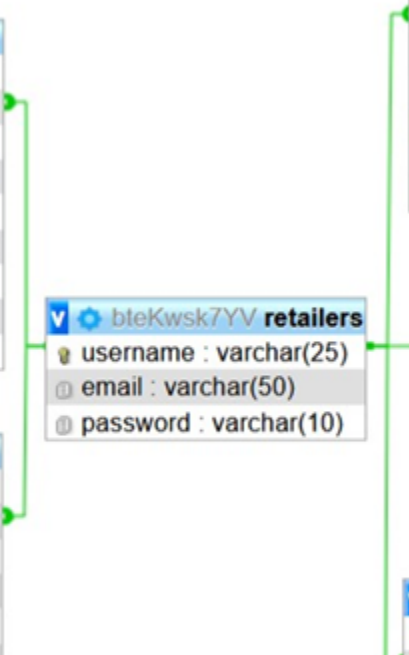 v bteKwsk7YV retailers
username : varchar(25)
email : varchar(50)
password : varchar(10)